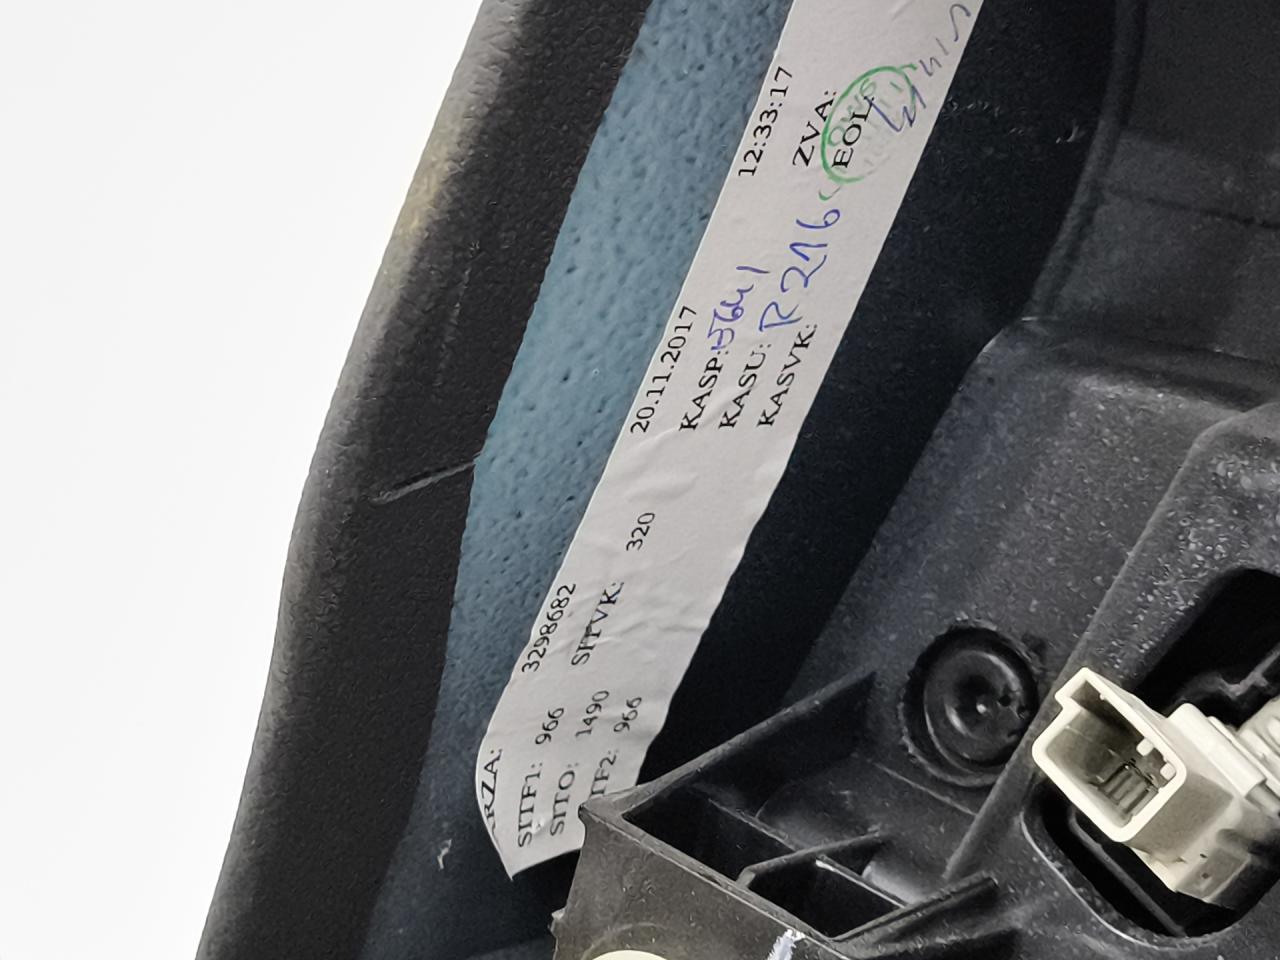 RZA: 3298682 20.11.2017 12:33:17
SITF1: 966 KASP: ZVA:
SITO: 1490 SITVK: 320 KASU: R216 EOL:
ITF2: 966 KASVK: